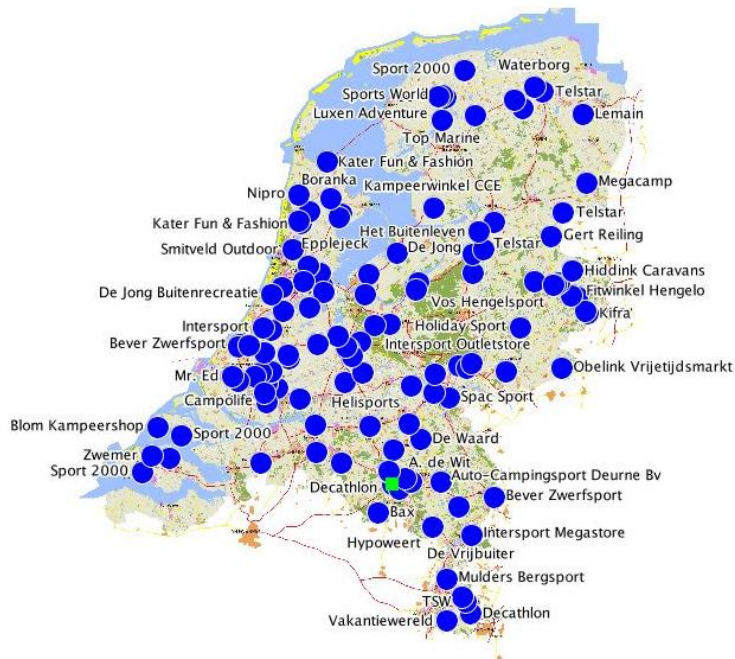 Sport 2000
Waterborg
Sports World
Telstar
Luxen Adventure
Lemain
Top Marine
Kater Fun & Fashion
Boranka
Kampeerwinkel CCE
Megacamp
Nipro
Telstar
Kater Fun & Fashion
Het Buitenleven
Gert Reiling
Epplejeck
Smitveld Outdoor
De Jong
Telstar
Hiddink Caravans
De Jong Buitenrecreatie
Fitwinkel Hengelo
Vos Hengelsport
Kifra
Intersport
Holiday Sport
Bever Zwerfsport
Intersport Outletstore
Mr. Ed
Obelink Vrijetijdsmarkt
Campolife
Helisports
Spac Sport
Blom Kampeershop
Sport 2000
De Waard
Zwemer
A. de Wit
Sport 2000
Auto-Campingsport Deurne Bv
Decathlon
Bever Zwerfsport
Bax
Intersport Megastore
Hypoweert
De Vrijbuiter
Mulders Bergsport
TSW
Decathlon
Vakantiewereld